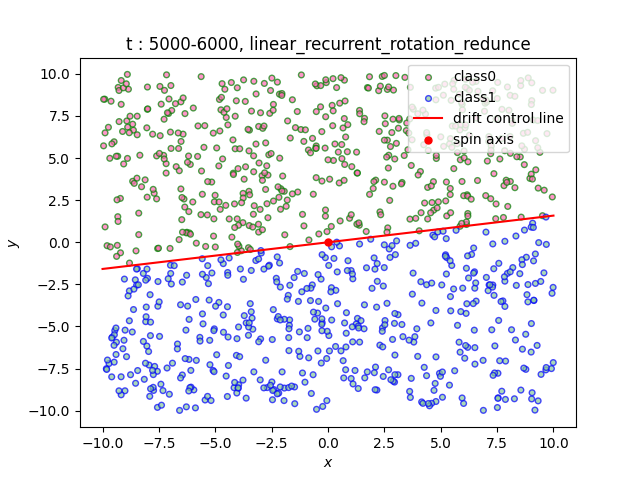 t : 5000-6000, linear_recurrent_rotation_redunce
class0
class1
drift control line
spin axis
10.0
7.5
5.0
2.5
0.0
−2.5
−5.0
−7.5
−10.0
y
−10.0 −7.5 −5.0 −2.5 0.0 2.5 5.0 7.5 10.0
x